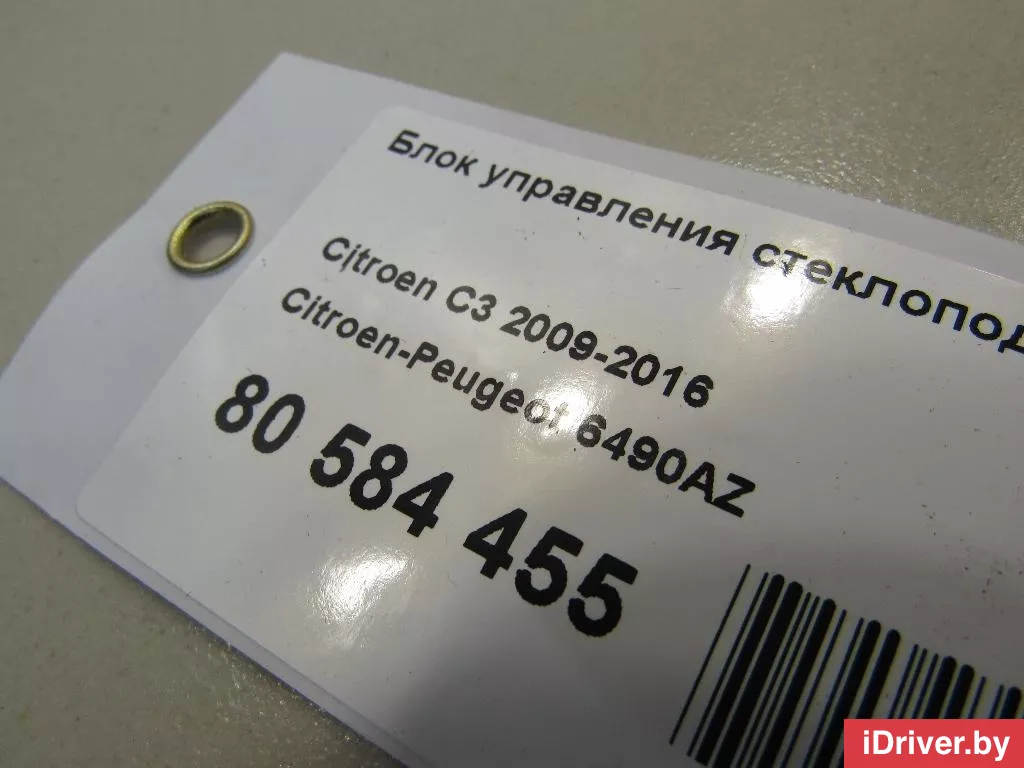 Блок управления стеклопод
Citroen C3 2009-2016
Citroen-Peugeot 6490AZ
80 584 455
iDriver.by